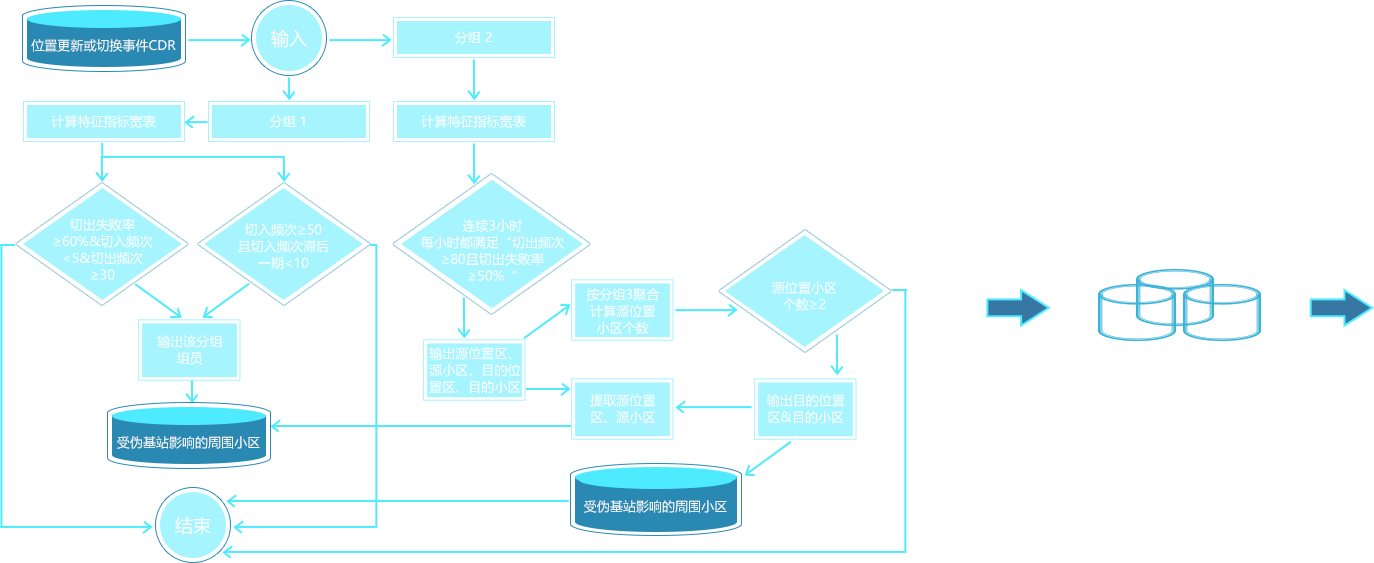 位置更新或切换事件CDR
输入
分组 2
计算特征指标宽表
分组 1
计算特征指标宽表
切出失败率
≥60%&切入频次
<5&切出频次
≥30
切入频次≥50
且切入频次滞后
一期<10
连续3小时
每小时都满足“切出频次
≥80且切出失败率
≥50%“
源位置小区
个数≥2
按分组3聚合
计算源位置
小区个数
输出该分组
组员
输出源位置区、
源小区、目的位
置区、目的小区
提取源位置
区、源小区
输出目的位置
区&目的小区
受伪基站影响的周围小区
受伪基站影响的周围小区
结束